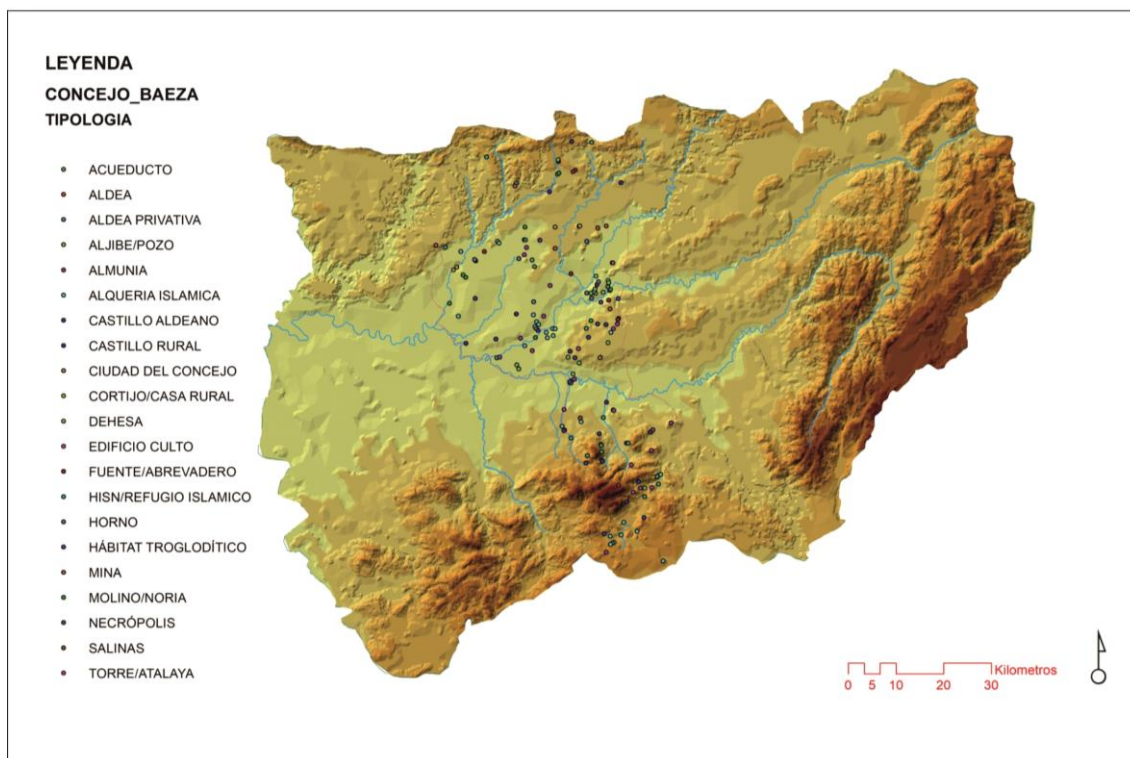 LEYENDA
CONCEJO_BAEZA
TIPOLOGIA
ACUEDUCTO
ALDEA
ALDEA PRIVATIVA
ALJIBE/POZO
ALMUNIA
ALQUERIA ISLAMICA
CASTILLO ALDEANO
CASTILLO RURAL
CIUDAD DEL CONCEJO
CORTIJO/CASA RURAL
DEHESA
EDIFICIO CULTO
FUENTE/ABREVADERO
HISN/REFUGIO ISLAMICO
HORNO
HÁBITAT TROGLODÍTICO
MINA
MOLINO/NORIA
NECRÓPOLIS
SALINAS
TORRE/ATALAYA
Kilometros
0 5 10 20 30